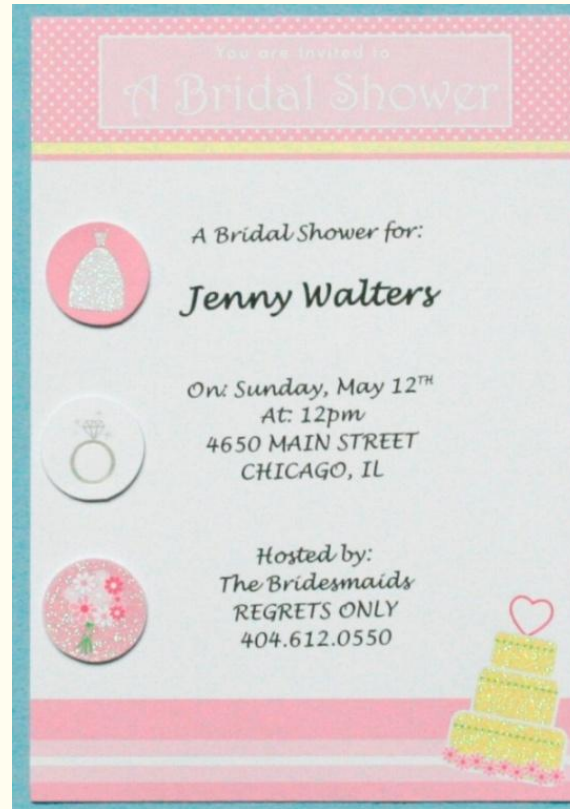 You are Invited to
A Bridal Shower
A Bridal Shower for:
Jenny Walters
On: Sunday, May 12TH
At: 12pm
4650 MAIN STREET
CHICAGO, IL
Hosted by:
The Bridesmaids
REGRETS ONLY
404.612.0550